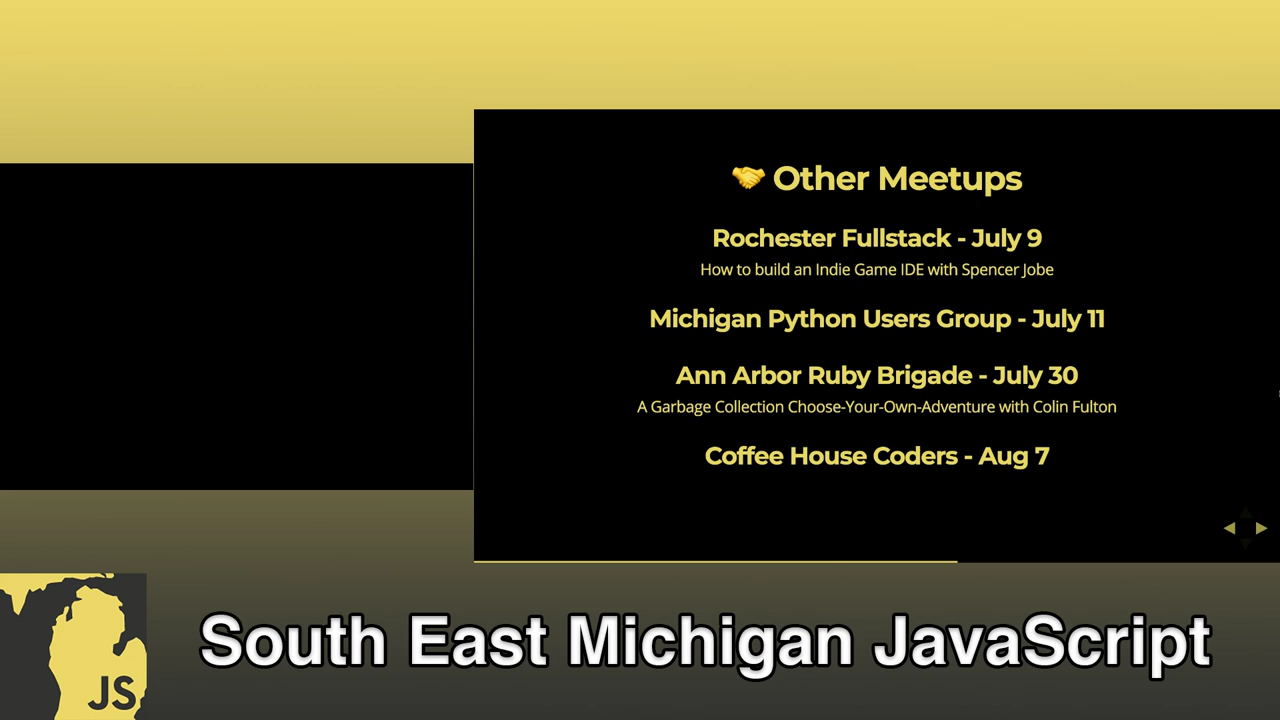 🤝 Other Meetups
Rochester Fullstack - July 9
How to build an Indie Game IDE with Spencer Jobe
Michigan Python Users Group - July 11
Ann Arbor Ruby Brigade - July 30
A Garbage Collection Choose-Your-Own-Adventure with Colin Fulton
Coffee House Coders - Aug 7
JS
South East Michigan JavaScript